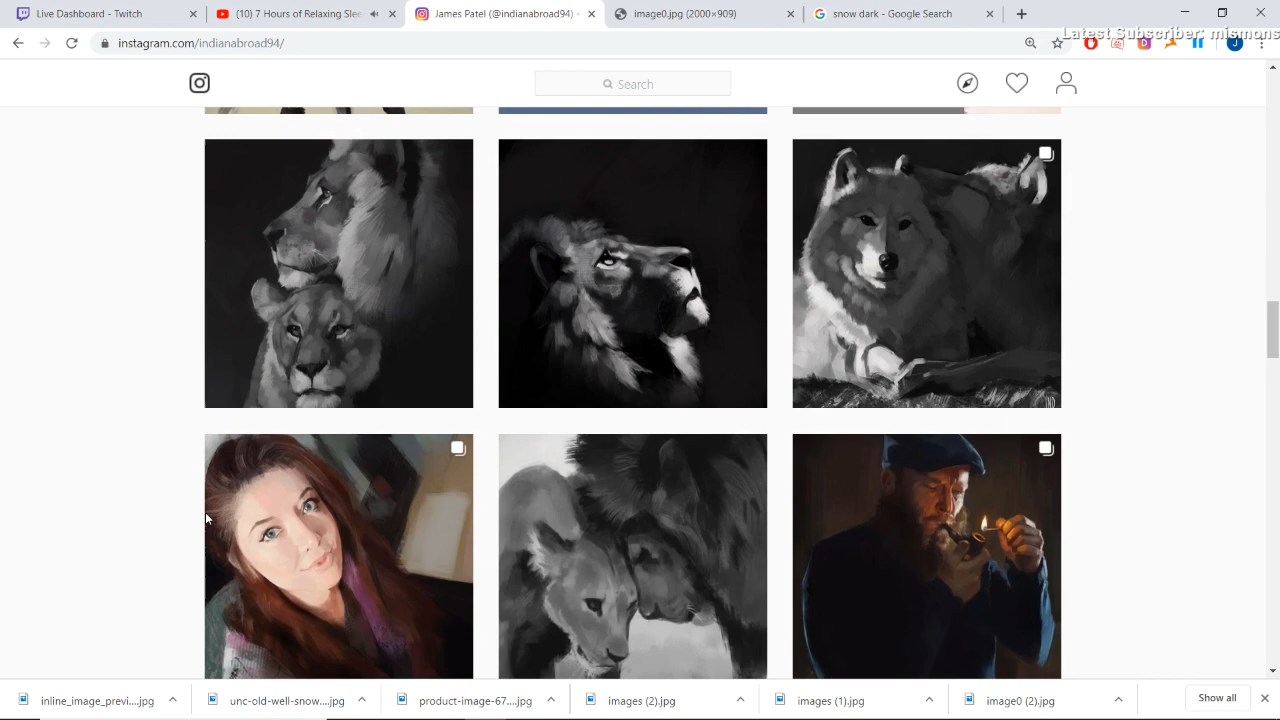 Live Dashboard - Twitch
(10) 7 Hours of Relaxing Slee
James Patel (@indianabroad94) •
image0.jpg (2000×909)
snow dark - Google Search
instagram.com/indianabroad94/
Latest Subscriber: mismons
J
Search
IND
inline_image_previ....jpg
unc-old-well-snow....jpg
product-image-67....jpg
images (2).jpg
images (1).jpg
image0 (2).jpg
Show all